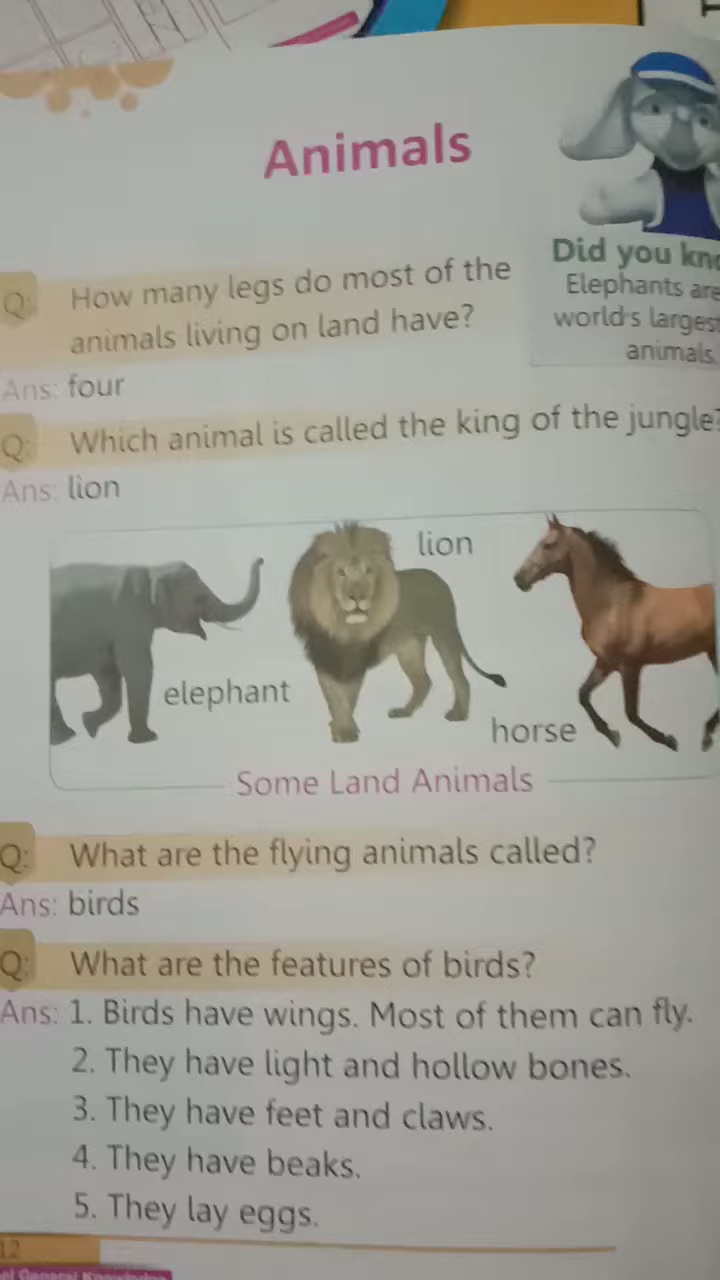 Animals
Did you
Elephants are
world's largest
animals.
Q: How many legs do most of the
animals living on land have?
Ans: four
Q: Which animal is called the king of the jungle?
Ans: lion
lion
elephant
horse
Some Land Animals
Q: What are the flying animals called?
Ans: birds
Q: What are the features of birds?
Ans: 1. Birds have wings. Most of them can fly.
2. They have light and hollow bones.
3. They have feet and claws.
4. They have beaks.
5. They lay eggs.
12
General Knowledge